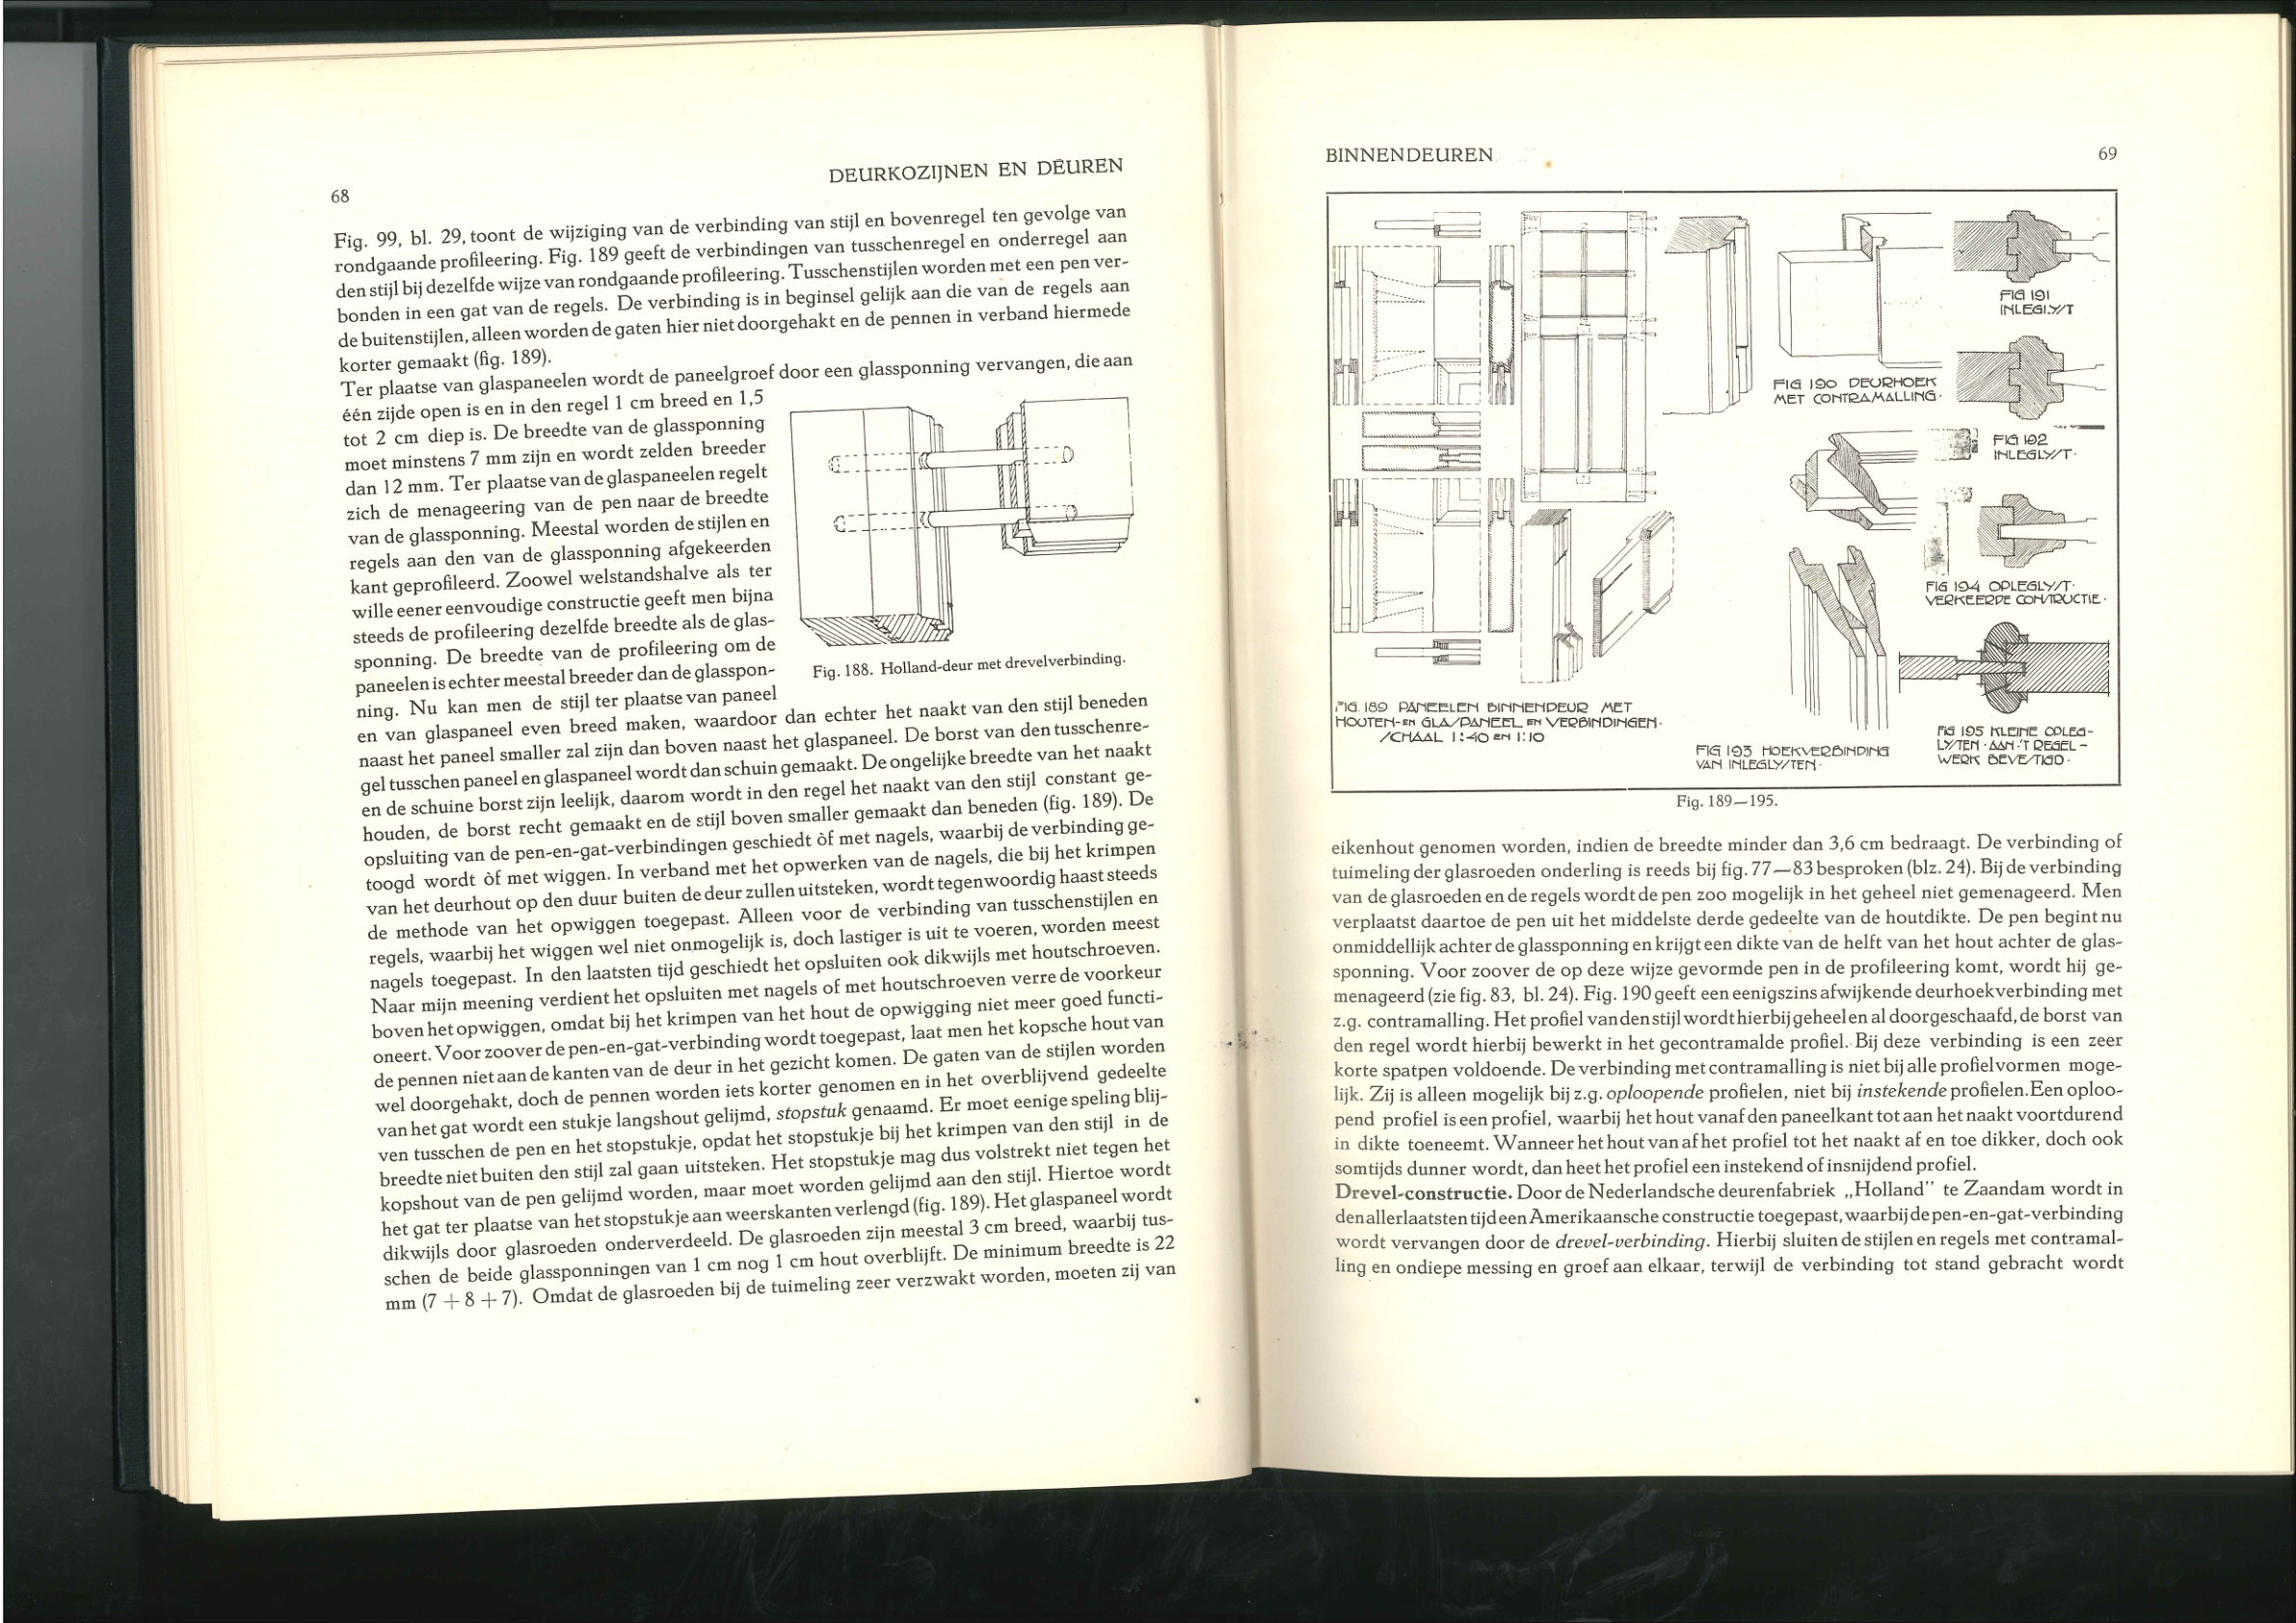 68
DEURKOZIJNEN EN DEUREN
Fig. 99, bl. 29, toont de wijziging van de verbinding van stijl en bovenregel ten gevolge van
rondgaande profileering. Fig. 189 geeft de verbindingen van tusschenregel en onderregel aan
den stijl bij dezelfde wijze van rondgaande profileering. Tusschenstijlen worden met een pen ver-
bonden in een gat van de regels. De verbinding is in beginsel gelijk aan die van de regels aan
de buitenstijlen, alleen worden de gaten hier niet doorgehakt en de pennen in verband hiermede
korter gemaakt (fig. 189).
Ter plaatse van glaspaneelen wordt de paneelgroef door een glassponning vervangen, die aan
één zijde open is en in den regel 1 cm breed en 1,5
tot 2 cm diep is. De breedte van de glassponning
moet minstens 7 mm zijn en wordt zelden breeder
dan 12 mm. Ter plaatse van de glaspaneelen regelt
zich de menageering van de pen naar de breedte
van de glassponning. Meestal worden de stijlen en
regels aan den van de glassponning afgekeerden
kant geprofileerd. Zoowel welstandshalve als ter
wille eener eenvoudige constructie geeft men bijna
steeds de profileering dezelfde breedte als de glas-
sponning. De breedte van de profileering om de
paneelen is echter meestal breeder dan de glasspon-
ning. Nu kan men de stijl ter plaatse van paneel
Fig. 188. Holland-deur met drevelverbinding.
en van glaspaneel even breed maken, waardoor dan echter het naakt van den stijl beneden
naast het paneel smaller zal zijn dan boven naast het glaspaneel. De borst van den tusschenre-
gel tusschen paneel en glaspaneel wordt dan schuin gemaakt. De ongelijke breedte van het naakt
en de schuine borst zijn leelijk, daarom wordt in den regel het naakt van den stijl constant ge-
houden, de borst recht gemaakt en de stijl boven smaller gemaakt dan beneden (fig. 189). De
opsluiting van de pen-en-gat-verbindingen geschiedt òf met nagels, waarbij de verbinding ge-
toogd wordt òf met wiggen. In verband met het opwerken van de nagels, die bij het krimpen
van het deurhout op den duur buiten de deur zullen uitsteken, wordt tegenwoordig haast steeds
de methode van het opwiggen toegepast. Alleen voor de verbinding van tusschenstijlen en
regels, waarbij het wiggen wel niet onmogelijk is, doch lastiger is uit te voeren, worden meest
nagels toegepast. In den laatsten tijd geschiedt het opsluiten ook dikwijls met houtschroeven.
Naar mijn meening verdient het opsluiten met nagels of met houtschroeven verre de voorkeur
boven het opwiggen, omdat bij het krimpen van het hout de opwigging niet meer goed functi-
oneert. Voor zoover de pen-en-gat-verbinding wordt toegepast, laat men het kopsche hout van
de pennen niet aan de kanten van de deur in het gezicht komen. De gaten van de stijlen worden
wel doorgehakt, doch de pennen worden iets korter genomen en in het overblijvend gedeelte
van het gat wordt een stukje langshout gelijmd, stopstuk genaamd. Er moet eenige speling blij-
ven tusschen de pen en het stopstukje, opdat het stopstukje bij het krimpen van den stijl in de
breedte niet buiten den stijl zal gaan uitsteken. Het stopstukje mag dus volstrekt niet tegen het
kopshout van de pen gelijmd worden, maar moet worden gelijmd aan den stijl. Hiertoe wordt
het gat ter plaatse van het stopstukje aan weerskanten verlengd (fig. 189). Het glaspaneel wordt
dikwijls door glasroeden onderverdeeld. De glasroeden zijn meestal 3 cm breed, waarbij tus-
schen de beide glassponningen van 1 cm nog 1 cm hout overblijft. De minimum breedte is 22
mm (7 + 8 + 7). Omdat de glasroeden bij de tuimeling zeer verzwakt worden, moeten zij van
BINNENDEUREN
69
FIG 191
INLEGLYST
FIG 190 DEURHOEK
MET CONTRAMALLING.
FIG 192
INLEGLYST.
FIG 194 OPLEGLYST.
VERKEERDE CONSTRUCTIE.
FIG. 189 PANEELEN BINNENDEUR MET
HOUTEN- EN GLASPANEEL EN VERBINDINGEN.
SCHAAL 1:40 EN 1:10
FIG 193 HOEKVERBINDING
VAN INLEGLYSTEN.
FIG 195 KLEINE OPLEG-
LYSTEN AAN 'T REGEL-
WERK BEVESTIGD.
Fig. 189—195.
eikenhout genomen worden, indien de breedte minder dan 3,6 cm bedraagt. De verbinding of
tuimeling der glasroeden onderling is reeds bij fig. 77—83 besproken (blz. 24). Bij de verbinding
van de glasroeden en de regels wordt de pen zoo mogelijk in het geheel niet gemenageerd. Men
verplaatst daartoe de pen uit het middelste derde gedeelte van de houtdikte. De pen begint nu
onmiddellijk achter de glassponning en krijgt een dikte van de helft van het hout achter de glas-
sponning. Voor zoover de op deze wijze gevormde pen in de profileering komt, wordt hij ge-
menageerd (zie fig. 83, bl. 24). Fig. 190 geeft een eenigszins afwijkende deurhoekverbinding met
z.g. contramalling. Het profiel van den stijl wordt hierbij geheel en al doorgeschaafd, de borst van
den regel wordt hierbij bewerkt in het gecontramalde profiel. Bij deze verbinding is een zeer
korte spatpen voldoende. De verbinding met contramalling is niet bij alle profielvormen moge-
lijk. Zij is alleen mogelijk bij z.g. oploopende profielen, niet bij instekende profielen. Een oploo-
pend profiel is een profiel, waarbij het hout vanaf den paneelkant tot aan het naakt voortdurend
in dikte toeneemt. Wanneer het hout van af het profiel tot het naakt af en toe dikker, doch ook
somtijds dunner wordt, dan heet het profiel een instekend of insnijdend profiel.
Drevel-constructie. Door de Nederlandsche deurenfabriek „Holland” te Zaandam wordt in
den allerlaatsten tijd een Amerikaansche constructie toegepast, waarbij de pen-en-gat-verbinding
wordt vervangen door de drevel-verbinding. Hierbij sluiten de stijlen en regels met contramal-
ling en ondiepe messing en groef aan elkaar, terwijl de verbinding tot stand gebracht wordt